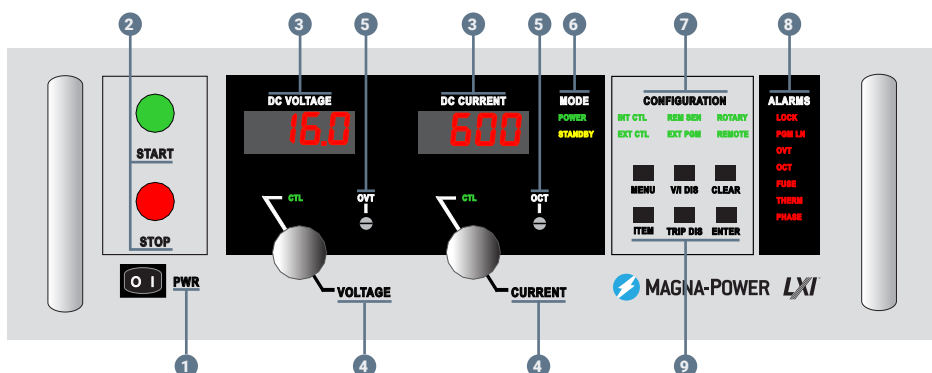 2 3 5 3 5 6 7 8
DC VOLTAGE DC CURRENT MODE CONFIGURATION ALARMS
16.0 600
POWER
STANDBY
INT CTL REM SEN ROTARY
EXT CTL EXT PGM REMOTE
LOCK
PGM LN
OVT
OCT
FUSE
THERM
PHASE
START
MENU V/I DIS CLEAR
CTL OVT CTL OCT
ITEM TRIP DIS ENTER
STOP
O I PWR
VOLTAGE CURRENT
MAGNA-POWER LXI
1 4 4 9